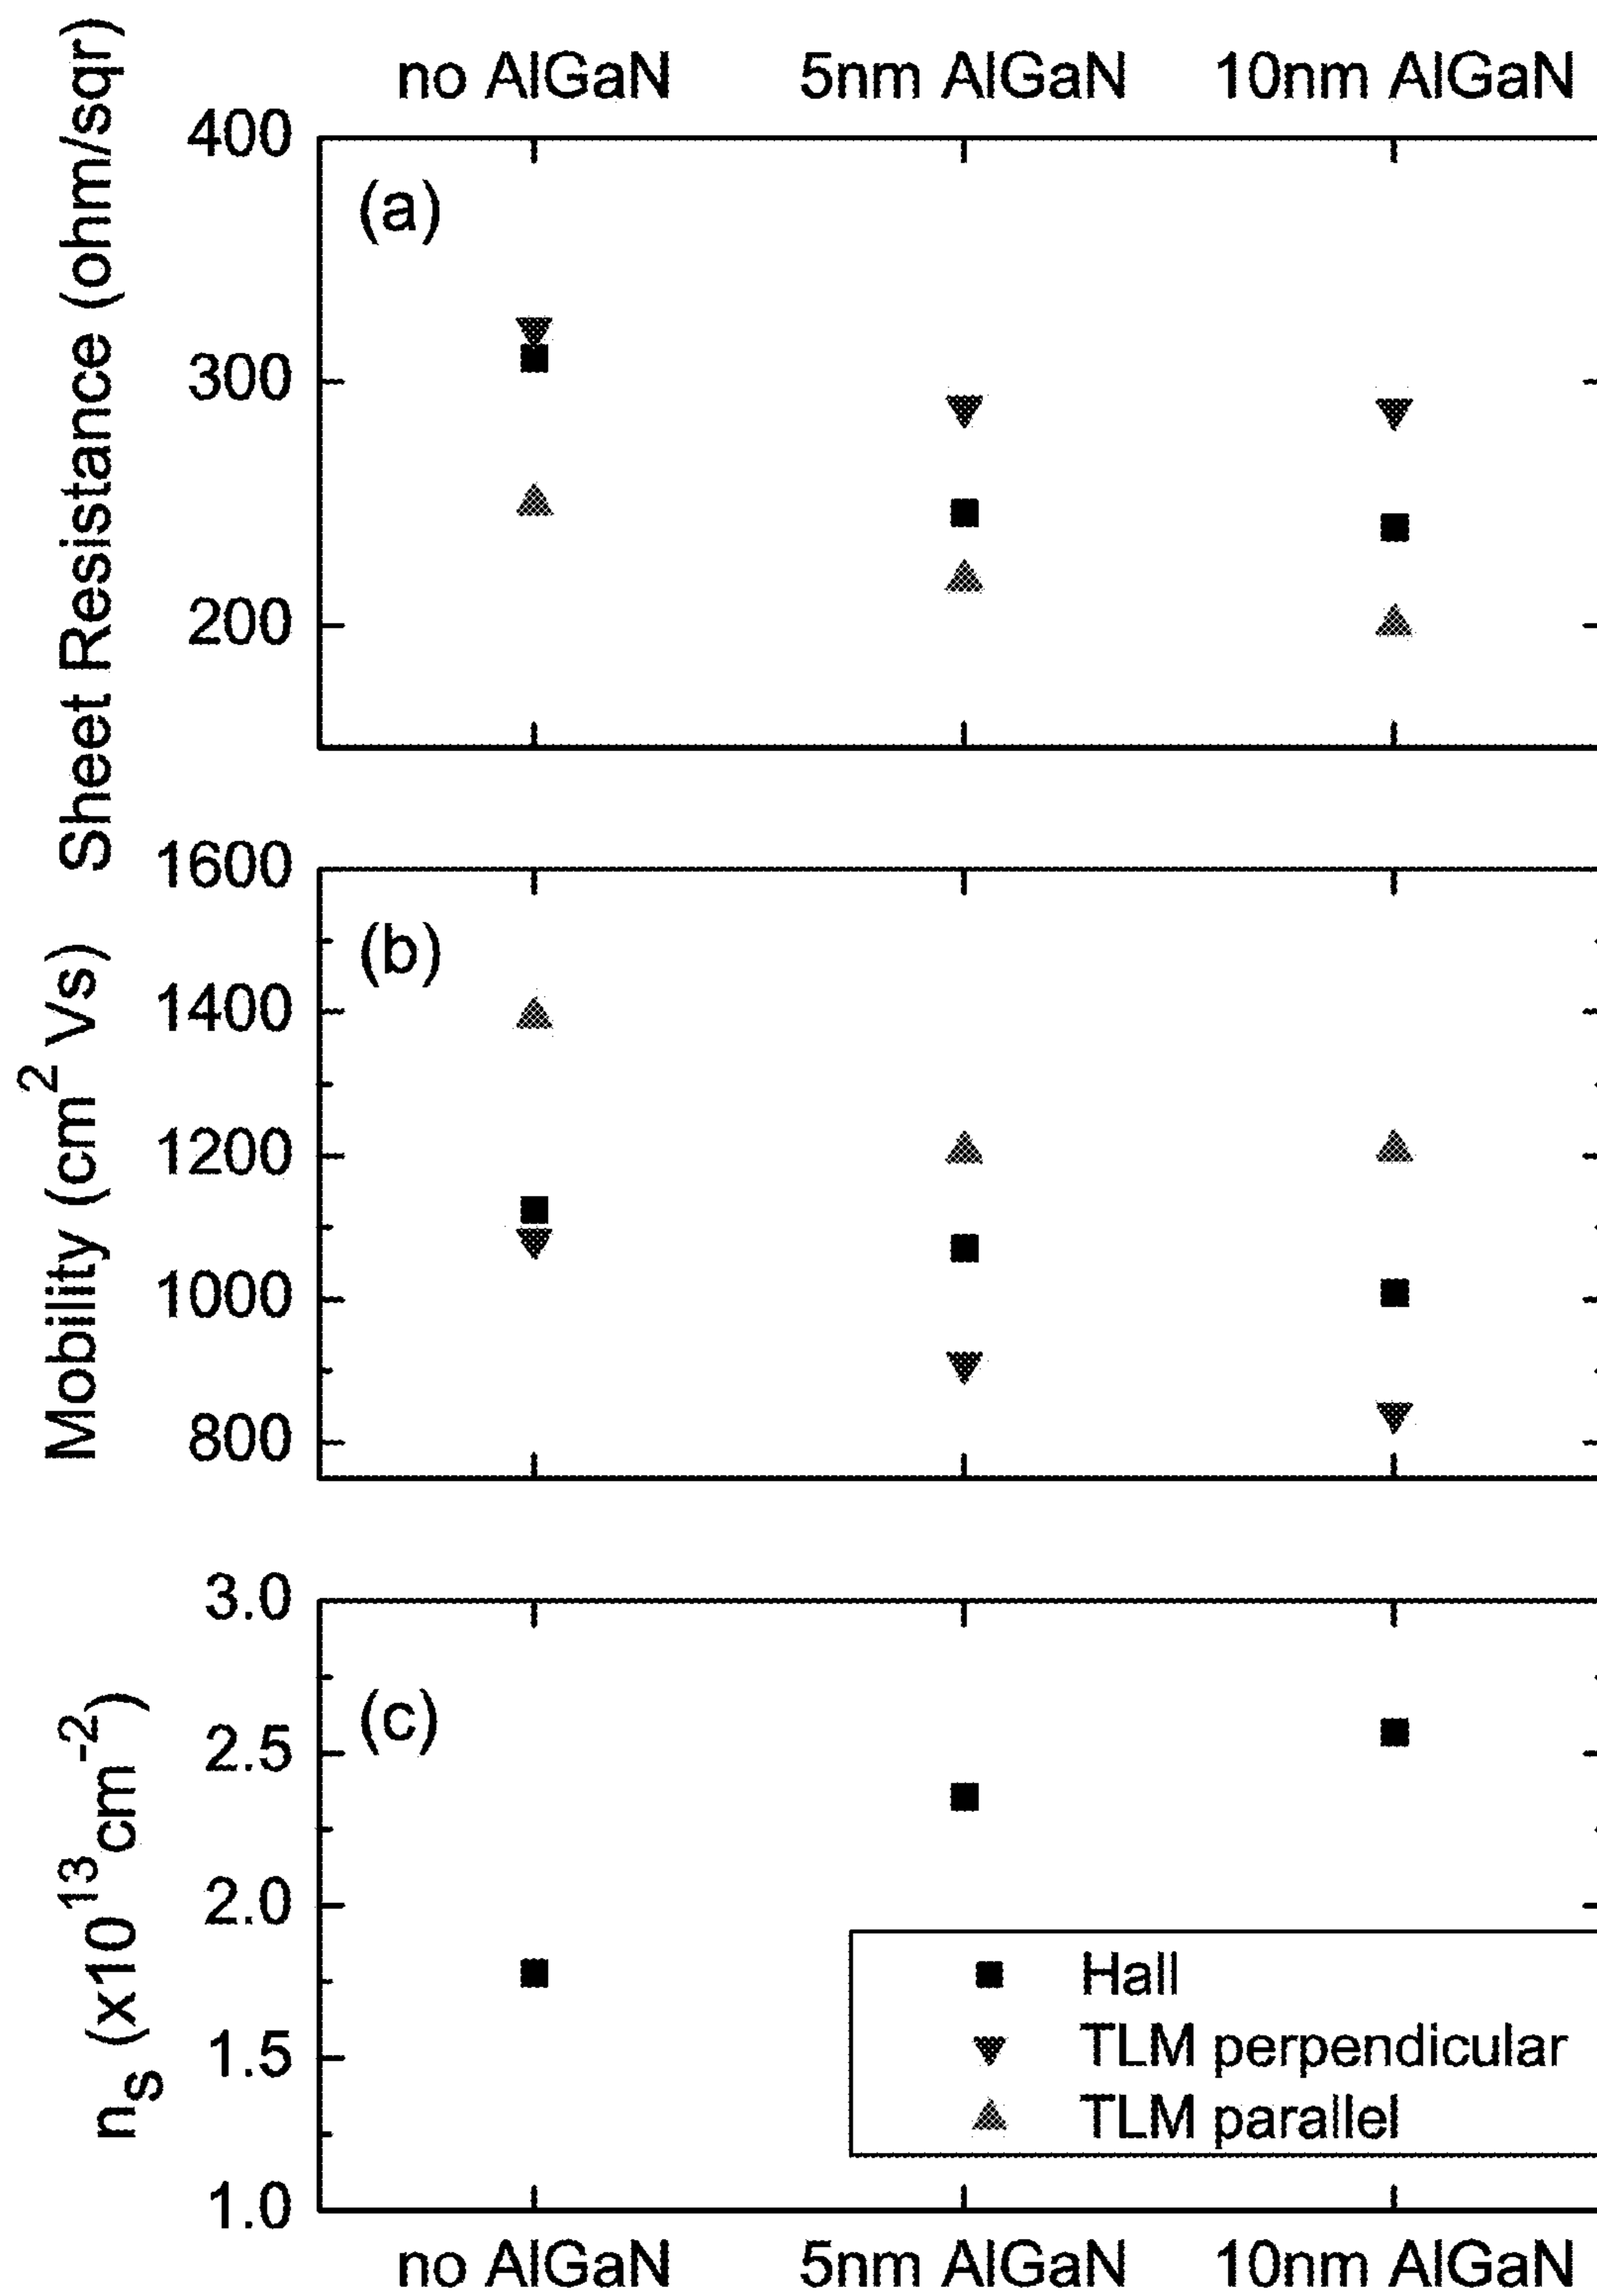 no AlGaN 5nm AlGaN 10nm AlGaN
Sheet Resistance (ohm/sqr)
400
(a)
300
200
Mobility (cm² Vs)
1600
(b)
1400
1200
1000
800
nₛ (x10¹³cm⁻²)
3.0
(c)
2.5
2.0
1.5
1.0
Hall
TLM perpendicular
TLM parallel
no AlGaN 5nm AlGaN 10nm AlGaN